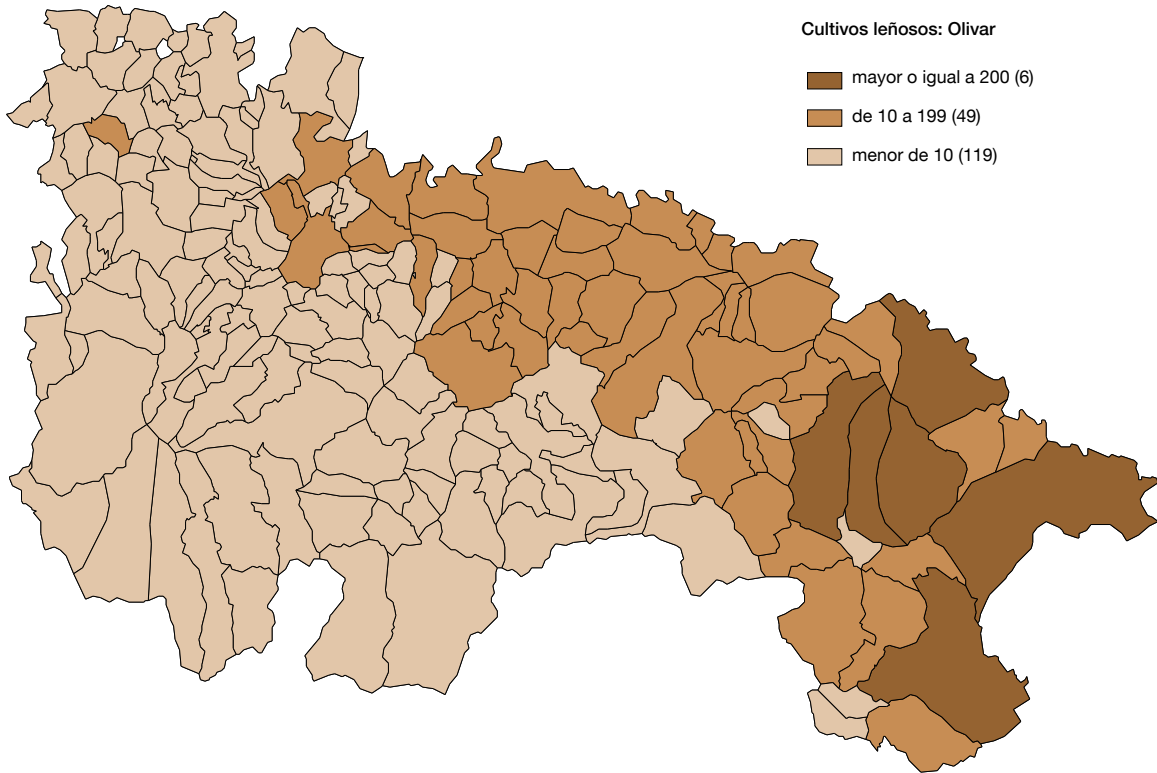 Cultivos leñosos: Olivar
mayor o igual a 200 (6)
de 10 a 199 (49)
menor de 10 (119)